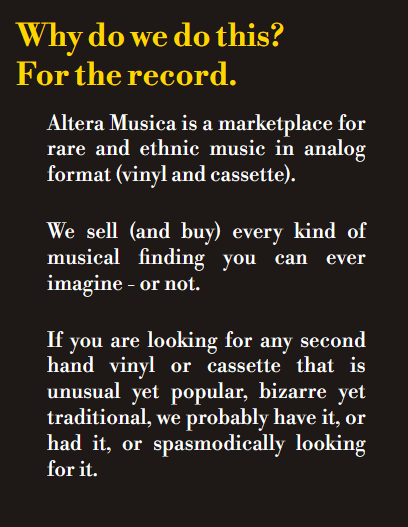 Why do we do this?
For the record.
Altera Musica is a marketplace for
rare and ethnic music in analog
format (vinyl and cassette).
We sell (and buy) every kind of
musical finding you can ever
imagine - or not.
If you are looking for any second
hand vinyl or cassette that is
unusual yet popular, bizarre yet
traditional, we probably have it, or
had it, or spasmodically looking
for it.